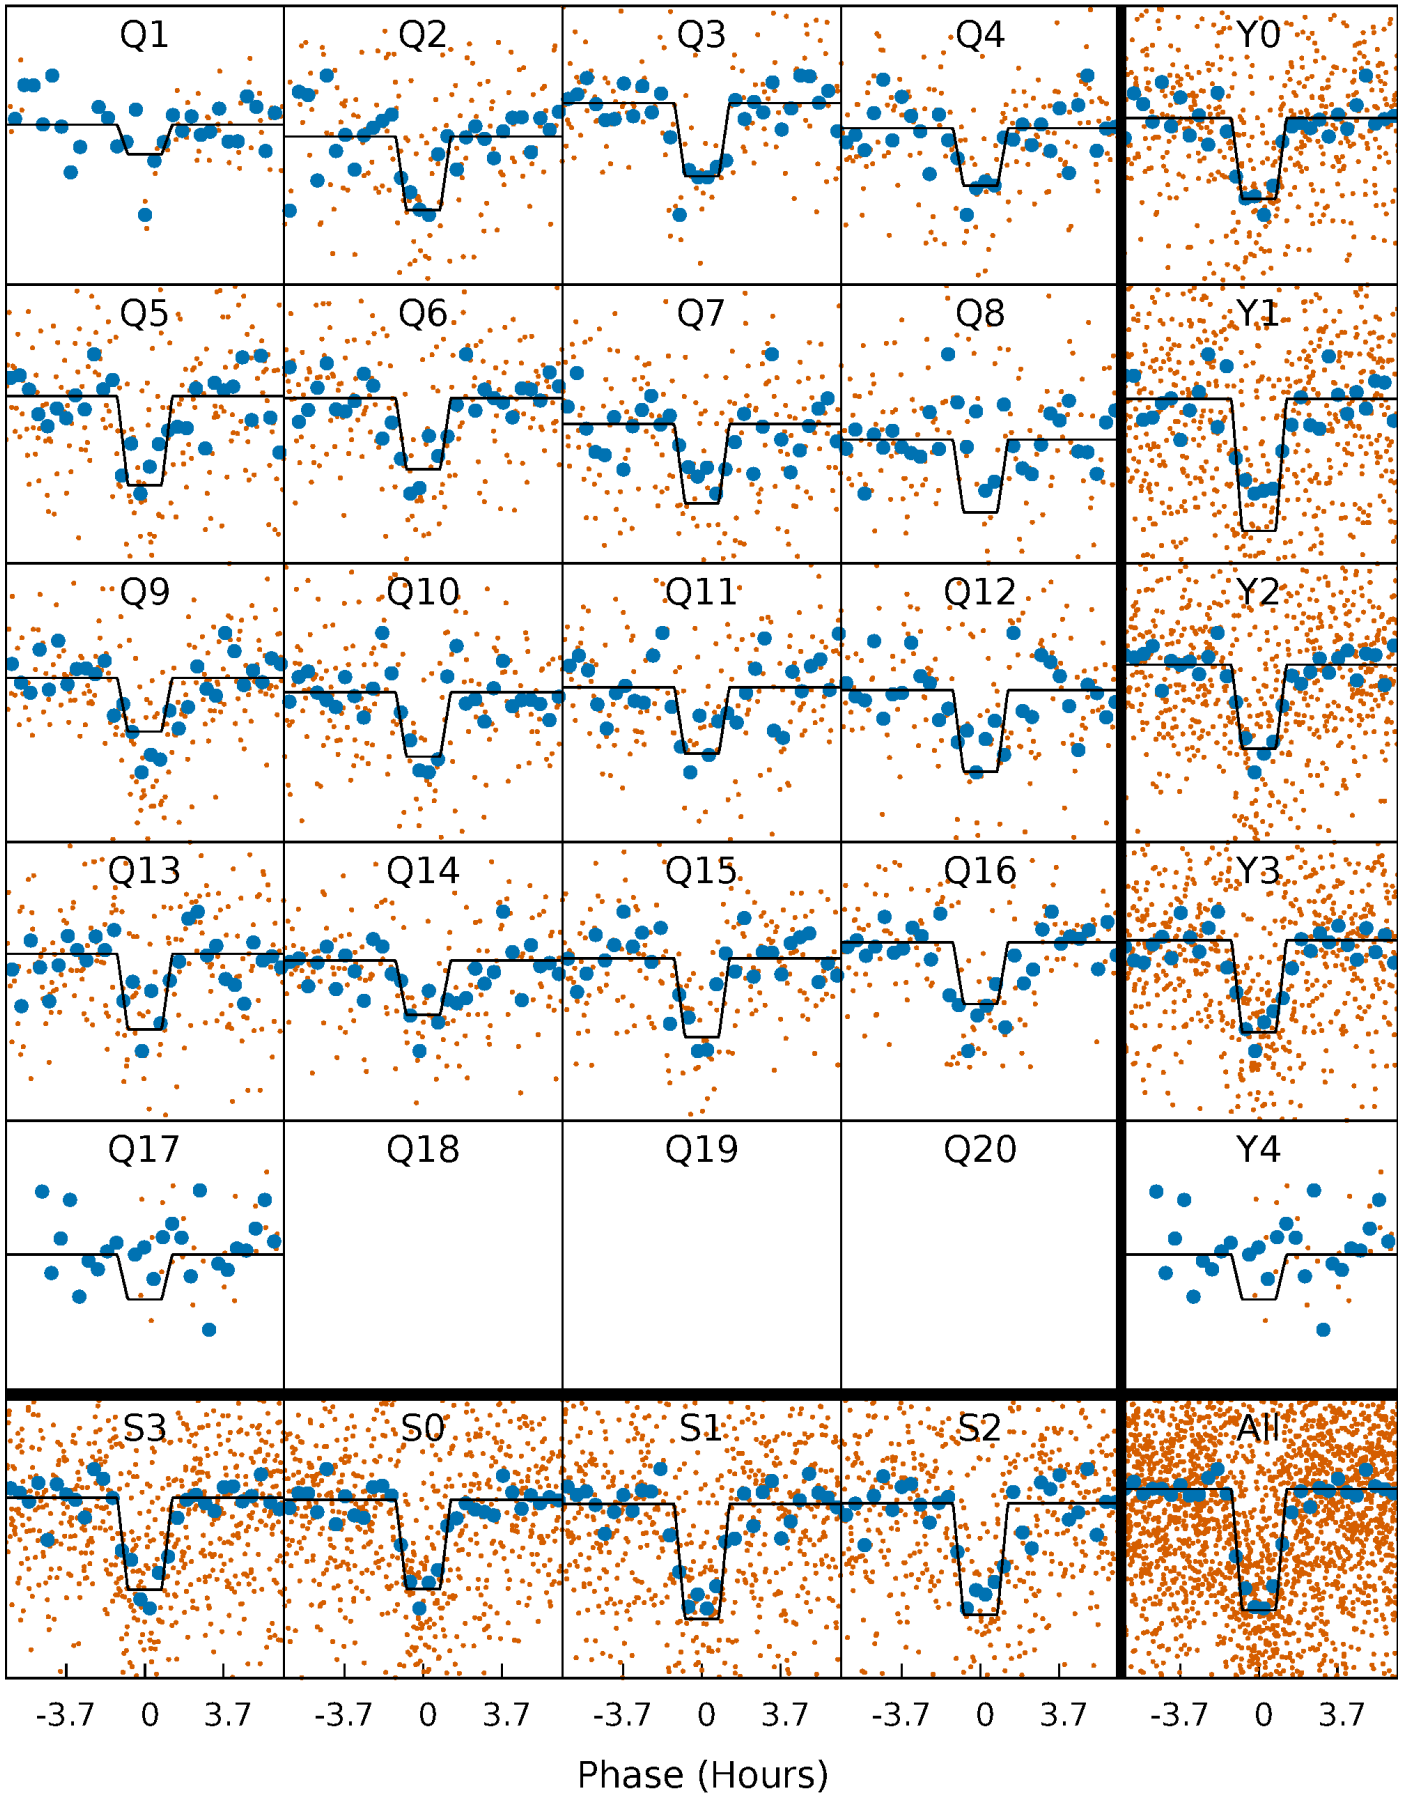 Q1 Q2 Q3 Q4 Y0
Q5 Q6 Q7 Q8 Y1
Q9 Q10 Q11 Q12 Y2
Q13 Q14 Q15 Q16 Y3
Q17 Q18 Q19 Q20 Y4
S3 S0 S1 S2 All
-3.7 0 3.7 -3.7 0 3.7 -3.7 0 3.7 -3.7 0 3.7 -3.7 0 3.7
Phase (Hours)